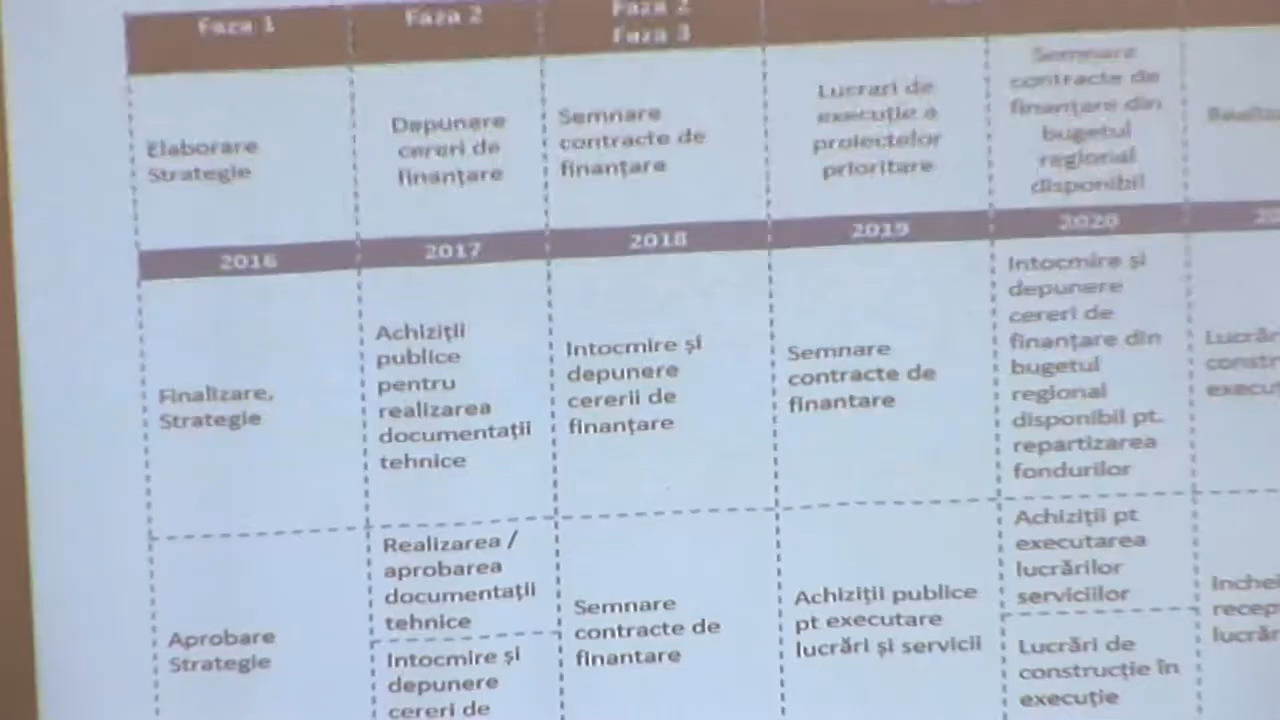 Faza 1
Faza 2
Faza 2
Faza 3
Elaborare
Strategie
Depunere
cereri de
finanțare
Semnare
contracte de
finanțare
Lucrari de
execuție a
proiectelor
prioritare
Semnare
contracte de
finanțare din
bugetul
regional
disponibil
2016
2017
2018
2019
2020
Finalizare,
Strategie
Achiziții
publice
pentru
realizarea
documentații
tehnice
Intocmire și
depunere
cererii de
finanțare
Semnare
contracte de
finantare
Intocmire și
depunere
cereri de
finanțare din
bugetul
regional
disponibil pt.
repartizarea
fondurilor
Aprobare
Strategie
Realizarea /
aprobarea
documentații
tehnice
Intocmire și
depunere
cereri de
Semnare
contracte de
finantare
Achiziții publice
pt executare
lucrări și servicii
Achiziții pt
executarea
lucrărilor
serviciilor
Lucrări de
construcție în
execuție